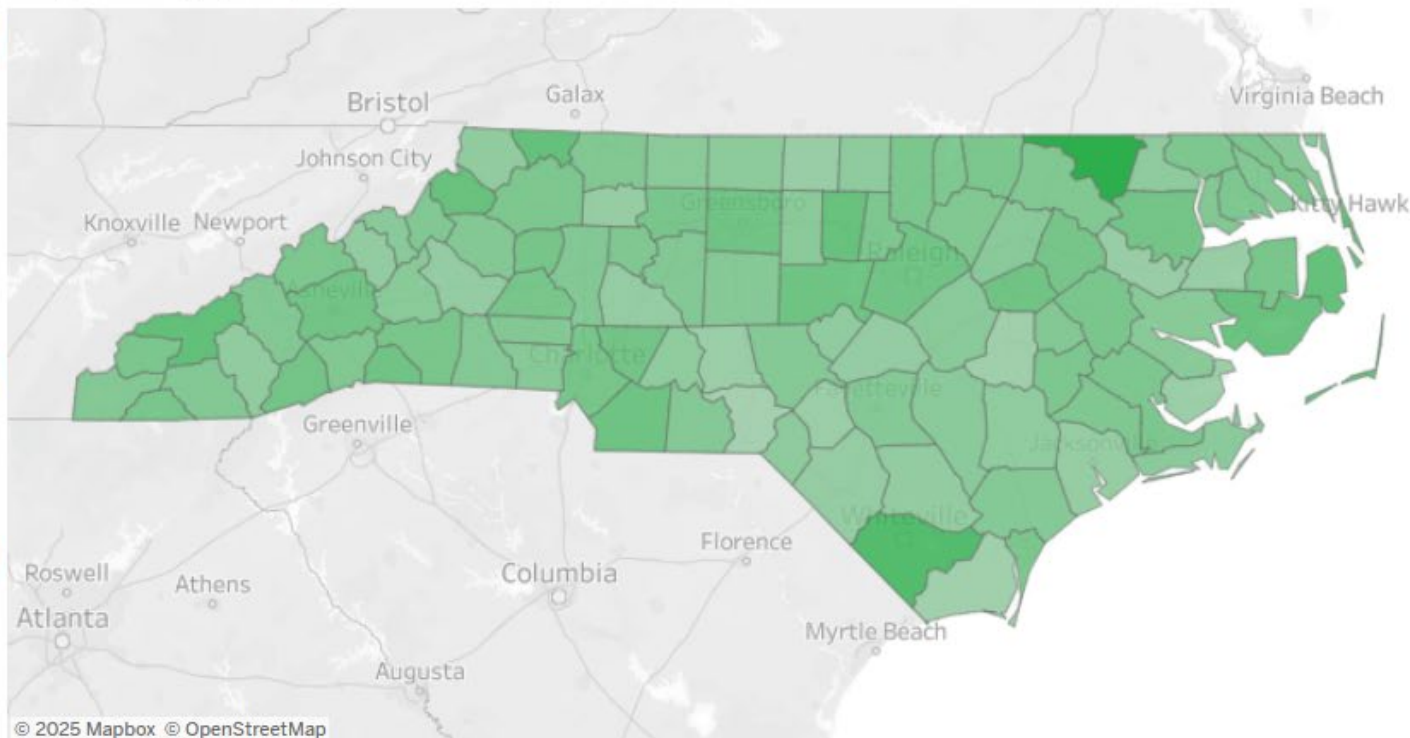 Virginia Beach
Galax
Bristol
Johnson City
Kitty Hawk
Greensboro
Knoxville
Newport
Raleigh
Asheville
Charlotte
Fayetteville
Greenville
Jacksonville
Whiteville
Florence
Columbia
Roswell
Athens
Atlanta
Myrtle Beach
Augusta
© 2025 Mapbox © OpenStreetMap